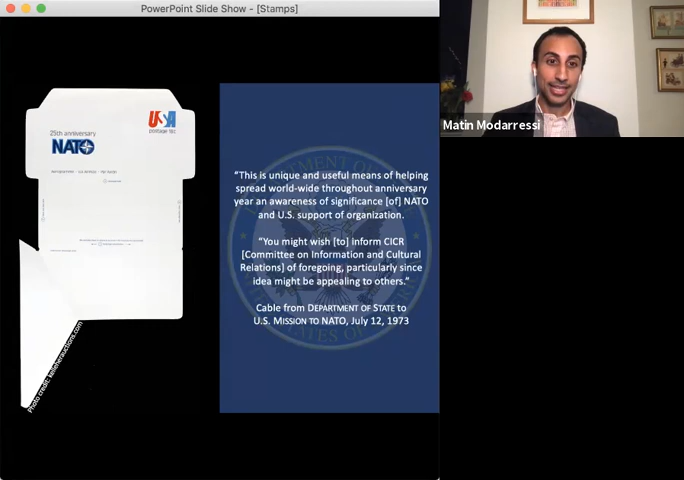 PowerPoint Slide Show - [Stamps]
25th anniversary
NATO
USA
postage 18c
Photo credit: kelleherauctions.com
"This is unique and useful means of helping
spread world-wide throughout anniversary
year an awareness of significance [of] NATO
and U.S. support of organization.
"You might wish [to] inform CICR
[Committee on Information and Cultural
Relations] of foregoing, particularly since
idea might be appealing to others."
Cable from DEPARTMENT OF STATE to
U.S. MISSION TO NATO, July 12, 1973
Matin Modarressi